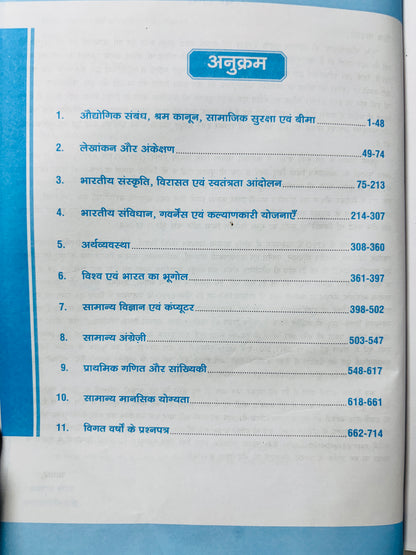 अनुक्रम
1. औद्योगिक संबंध, श्रम कानून, सामाजिक सुरक्षा एवं बीमा 1-48
2. लेखांकन और अंकेक्षण 49-74
3. भारतीय संस्कृति, विरासत एवं स्वतंत्रता आंदोलन 75-213
4. भारतीय संविधान, गवर्नेंस एवं कल्याणकारी योजनाएँ 214-307
5. अर्थव्यवस्था 308-360
6. विश्व एवं भारत का भूगोल 361-397
7. सामान्य विज्ञान एवं कंप्यूटर 398-502
8. सामान्य अंग्रेज़ी 503-547
9. प्राथमिक गणित और सांख्यिकी 548-617
10. सामान्य मानसिक योग्यता 618-661
11. विगत वर्षों के प्रश्नपत्र 662-714